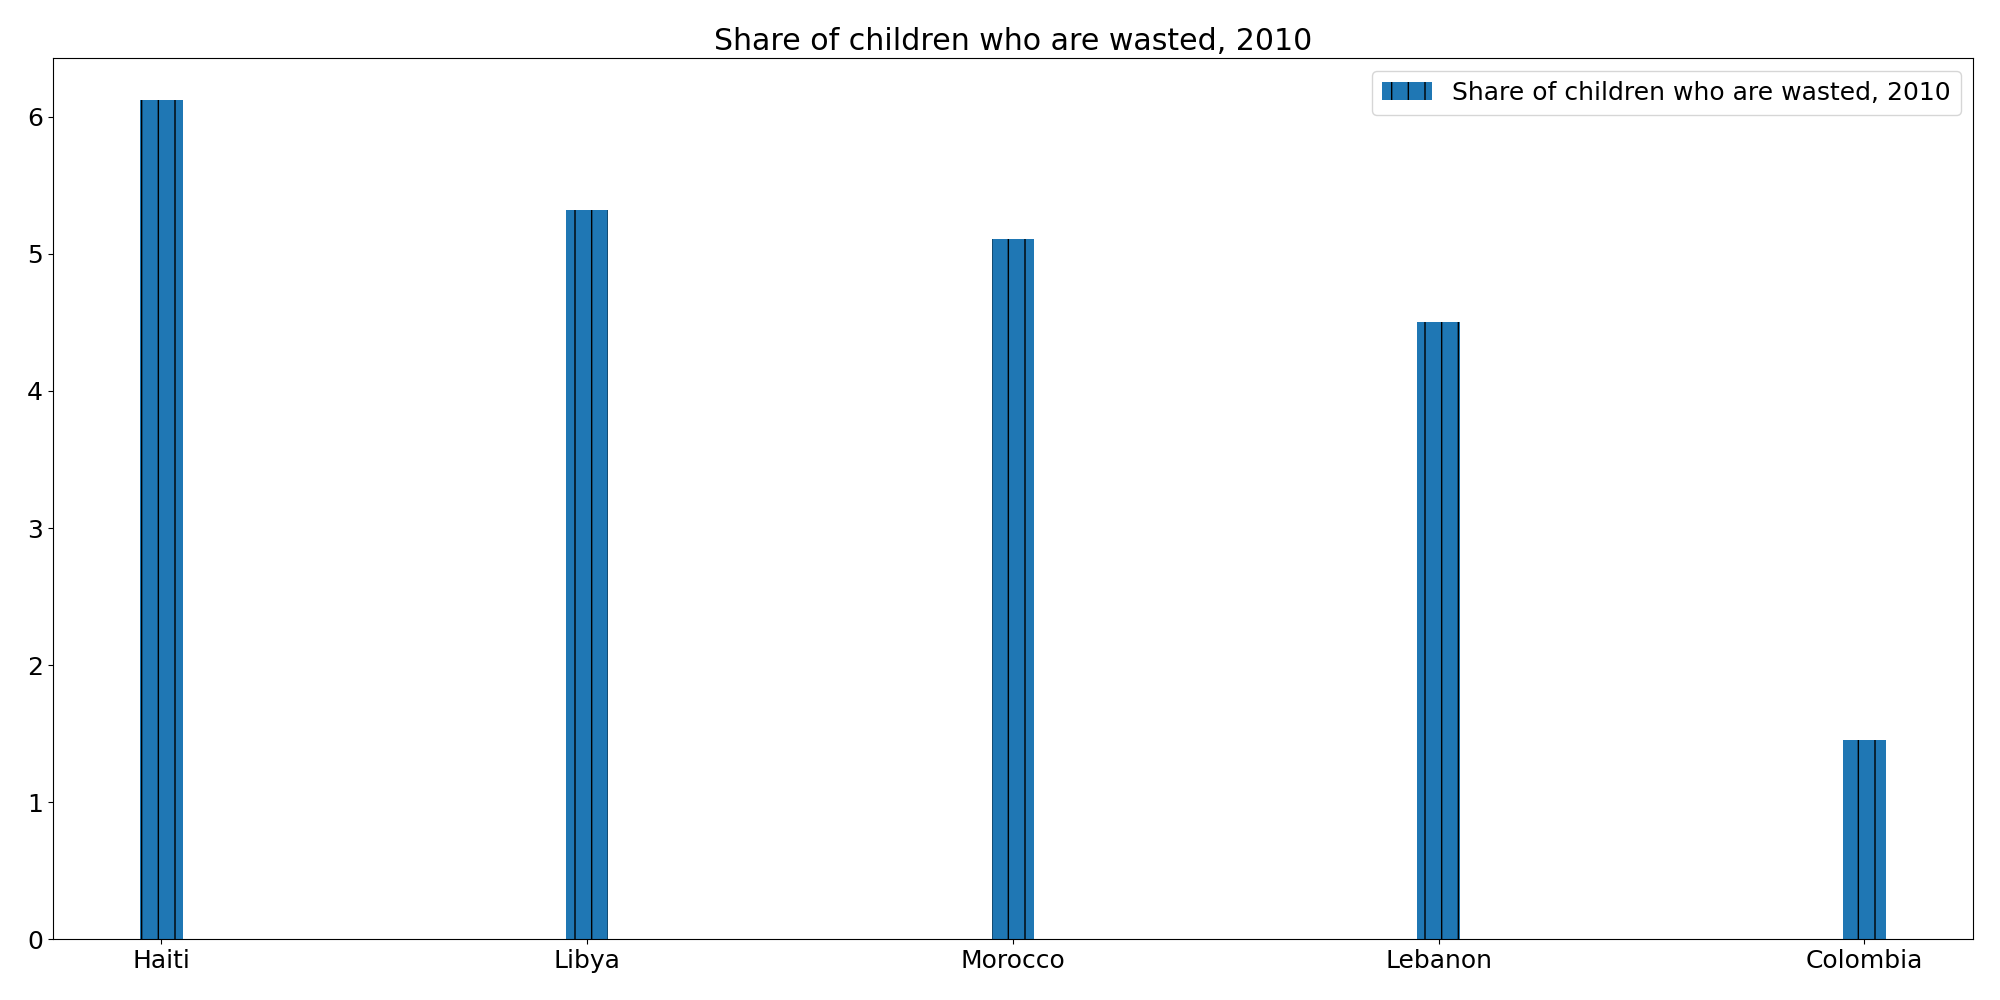 Share of children who are wasted, 2010
Share of children who are wasted, 2010
6
5
4
3
2
1
0
Haiti Libya Morocco Lebanon Colombia